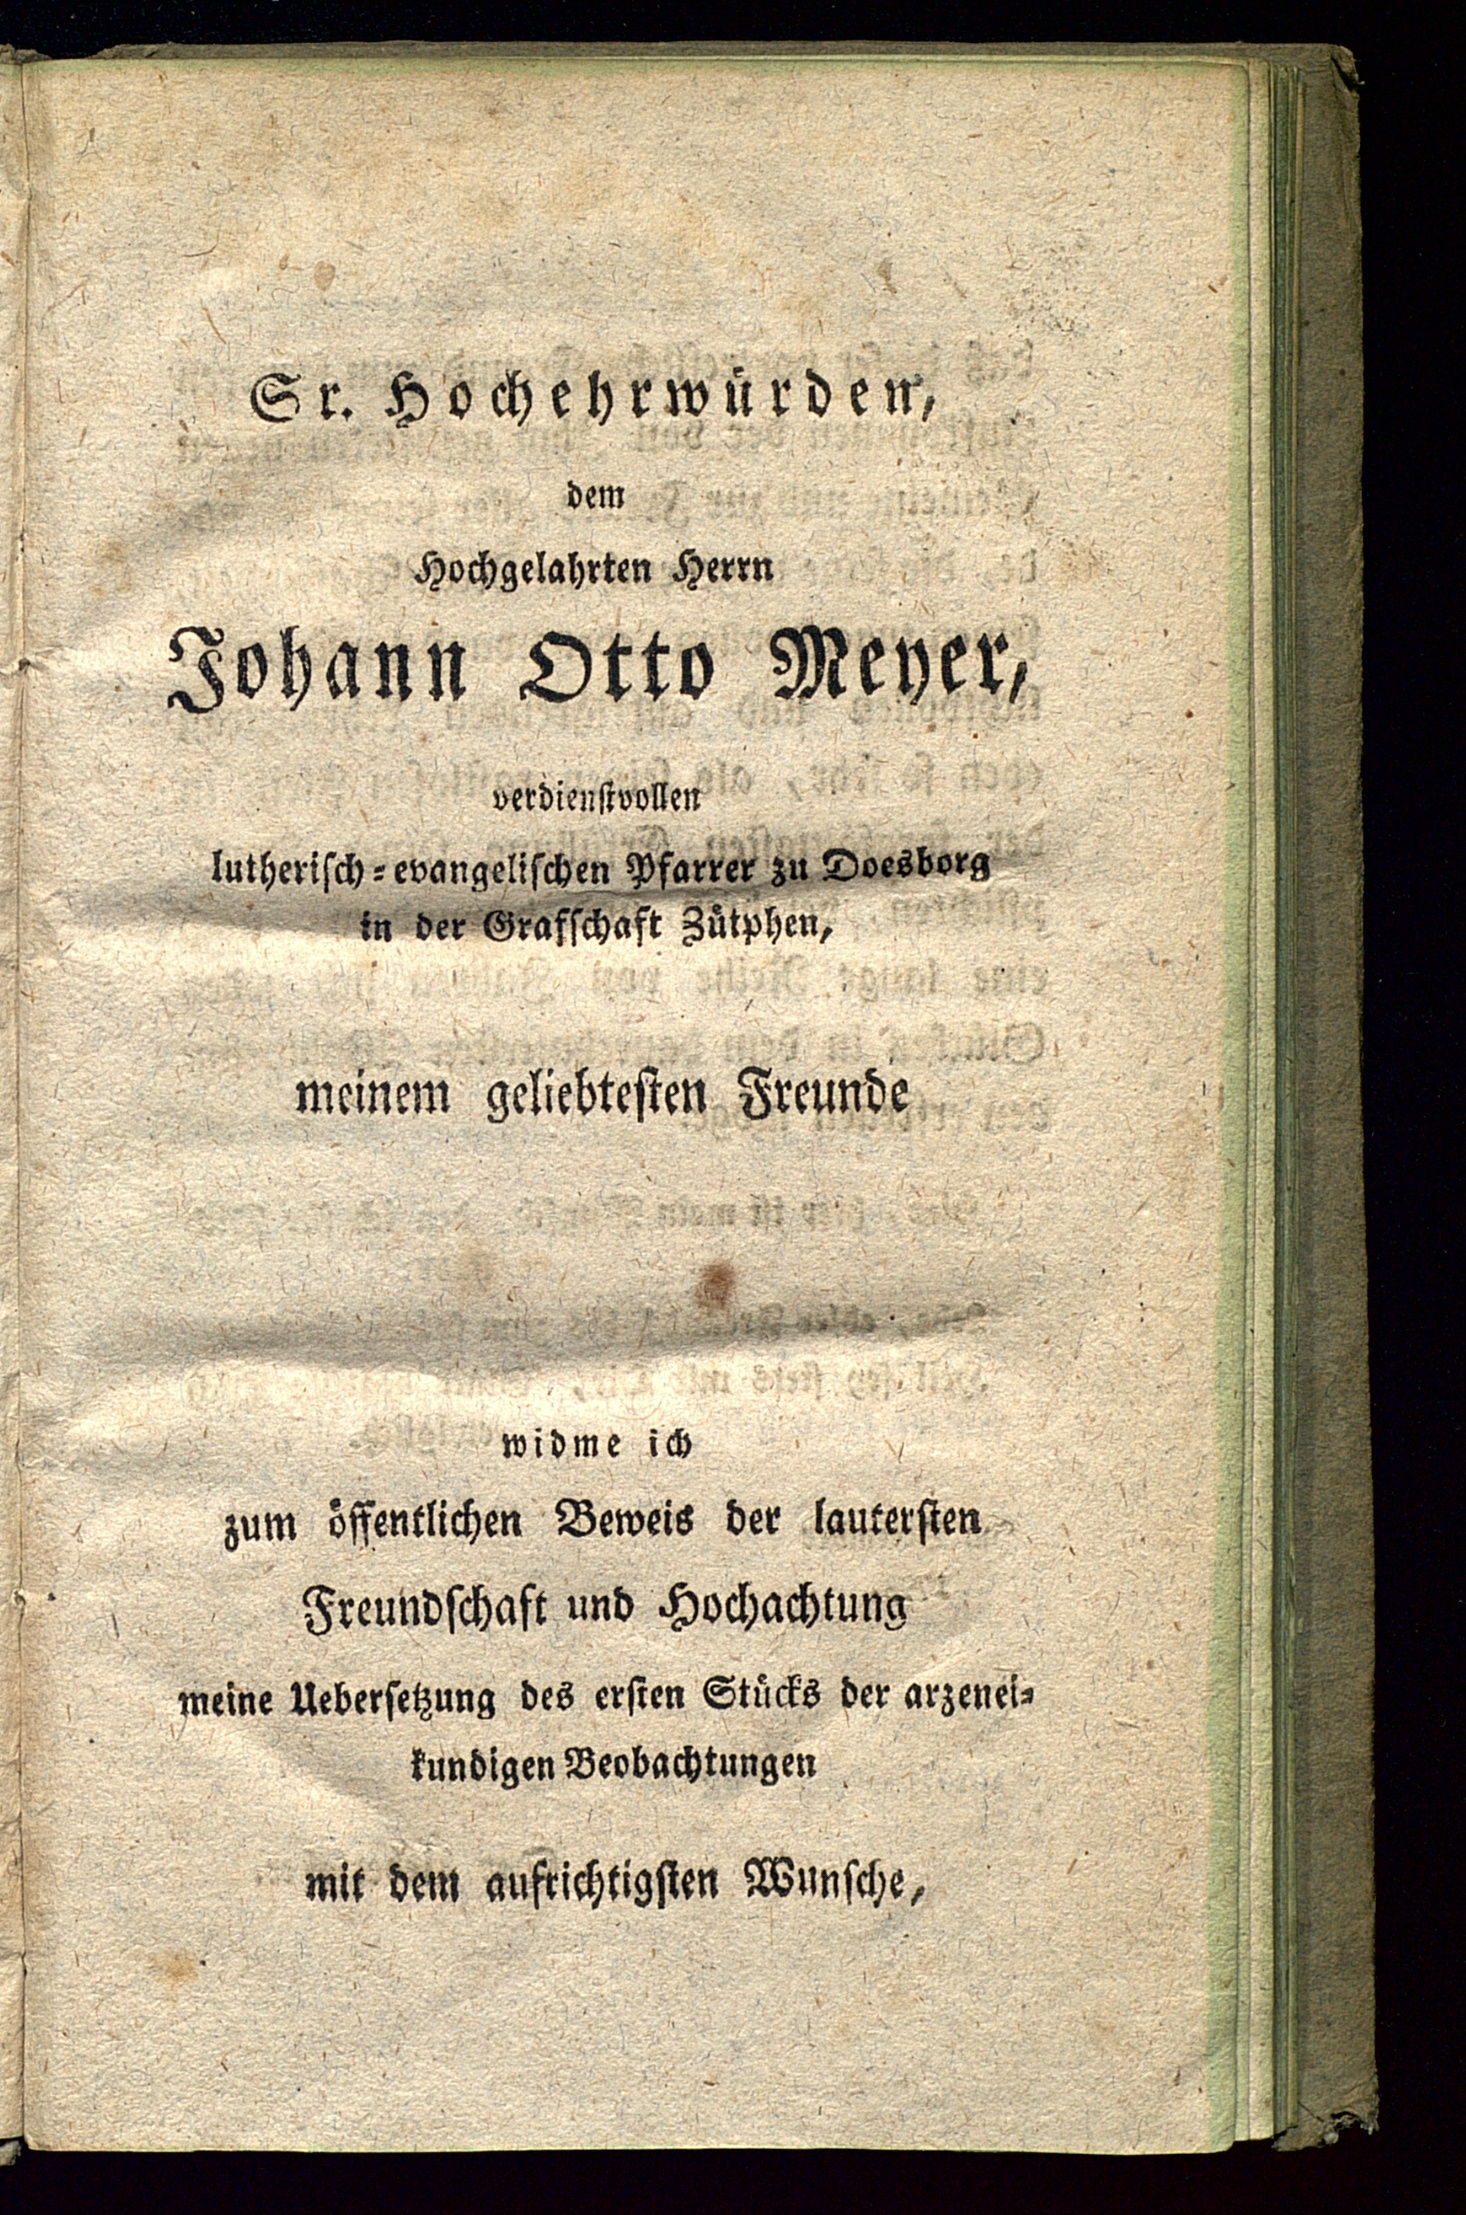 Sr. Hochehrwürden,
dem
Hochgelahrten Herrn
Johann Otto Meyer,
verdienstvollen
lutherisch-evangelischen Pfarrer zu Doesborg
in der Grafschaft Zütphen,
meinem geliebtesten Freunde
widme ich
zum öffentlichen Beweis der lautersten
Freundschaft und Hochachtung
meine Uebersetzung des ersten Stücks der arzenei-
kundigen Beobachtungen
mit dem aufrichtigsten Wunsche,